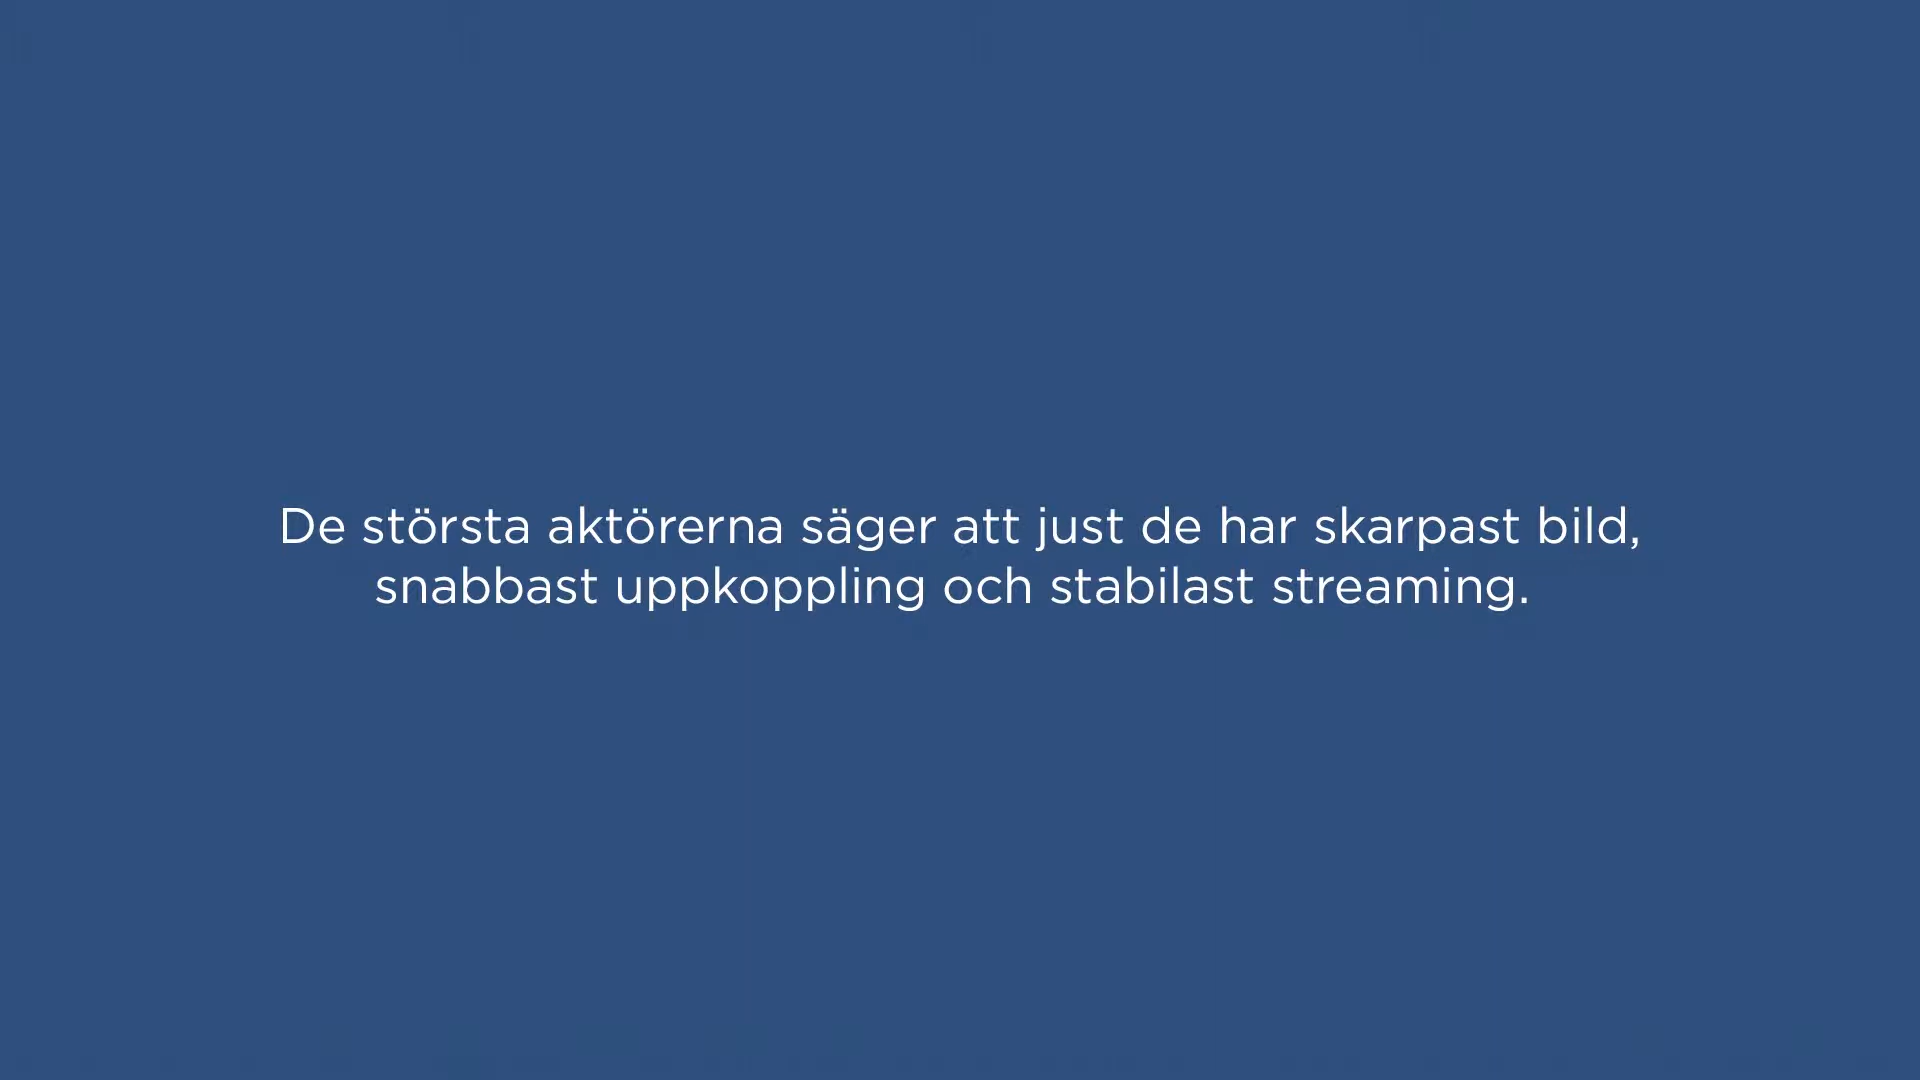 De största aktörerna säger att just de har skarpast bild,
snabbast uppkoppling och stabilast streaming.